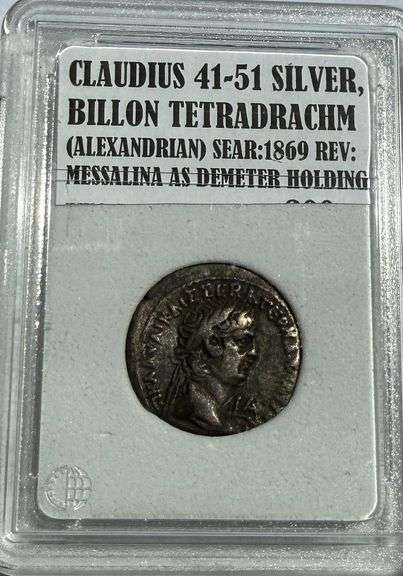 CLAUDIUS 41-51 SILVER,
BILLON TETRADRACHM
(ALEXANDRIAN) SEAR:1869 REV:
MESSALINA AS DEMETER HOLDING